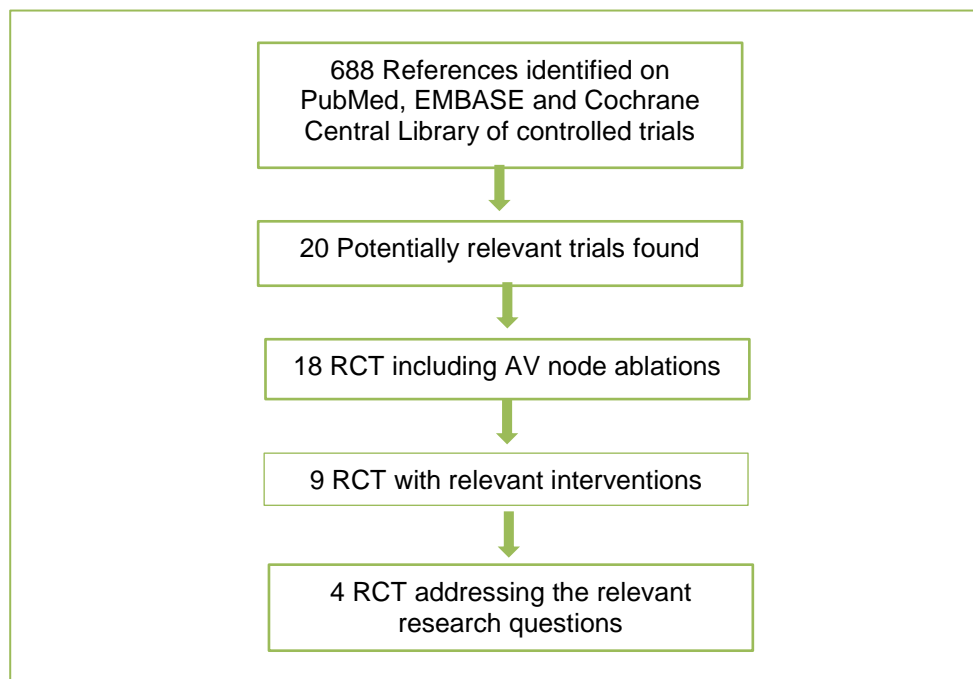 688 References identified on
PubMed, EMBASE and Cochrane
Central Library of controlled trials
20 Potentially relevant trials found
18 RCT including AV node ablations
9 RCT with relevant interventions
4 RCT addressing the relevant
research questions